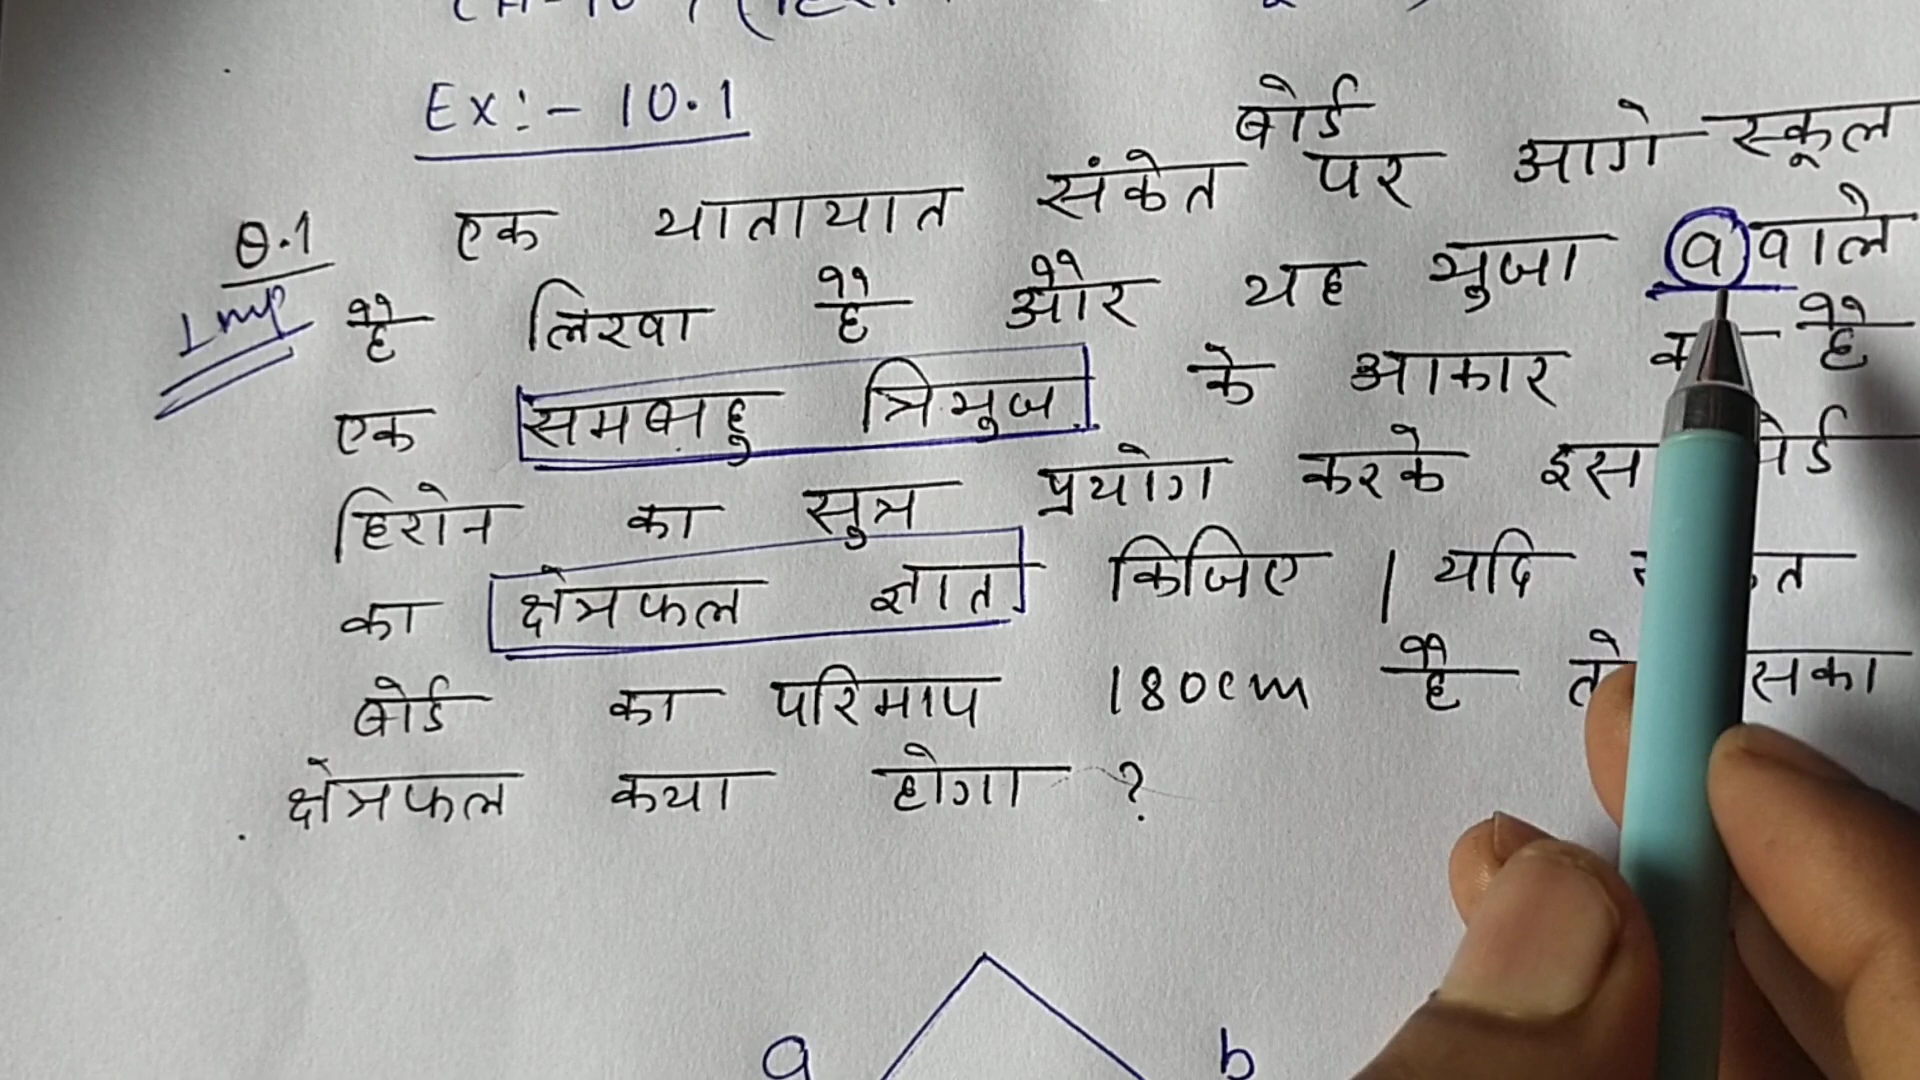 Ex:- 10.1
Q.1 एक यातायात संकेत बोर्ड पर आगे स्कूल
Imp है लिखा है और यह भुजा a वाले
एक समबाहु त्रिभुज के आकार का है
हिरोन का सुत्र प्रयोग करके इस बोर्ड
का क्षेत्रफल ज्ञात किजिए । यदि
बोर्ड का परिमाप 180cm है तो
क्षेत्रफल क्या होगा ?
a b